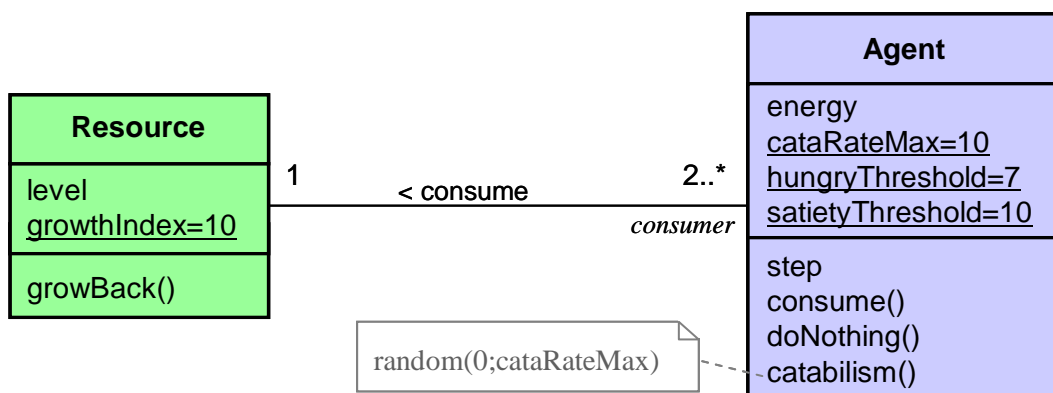 Resource
level
growthIndex=10
growBack()
1
< consume
2..*
consumer
Agent
energy
cataRateMax=10
hungryThreshold=7
satietyThreshold=10
step
consume()
doNothing()
catabilism()
random(0;cataRateMax)